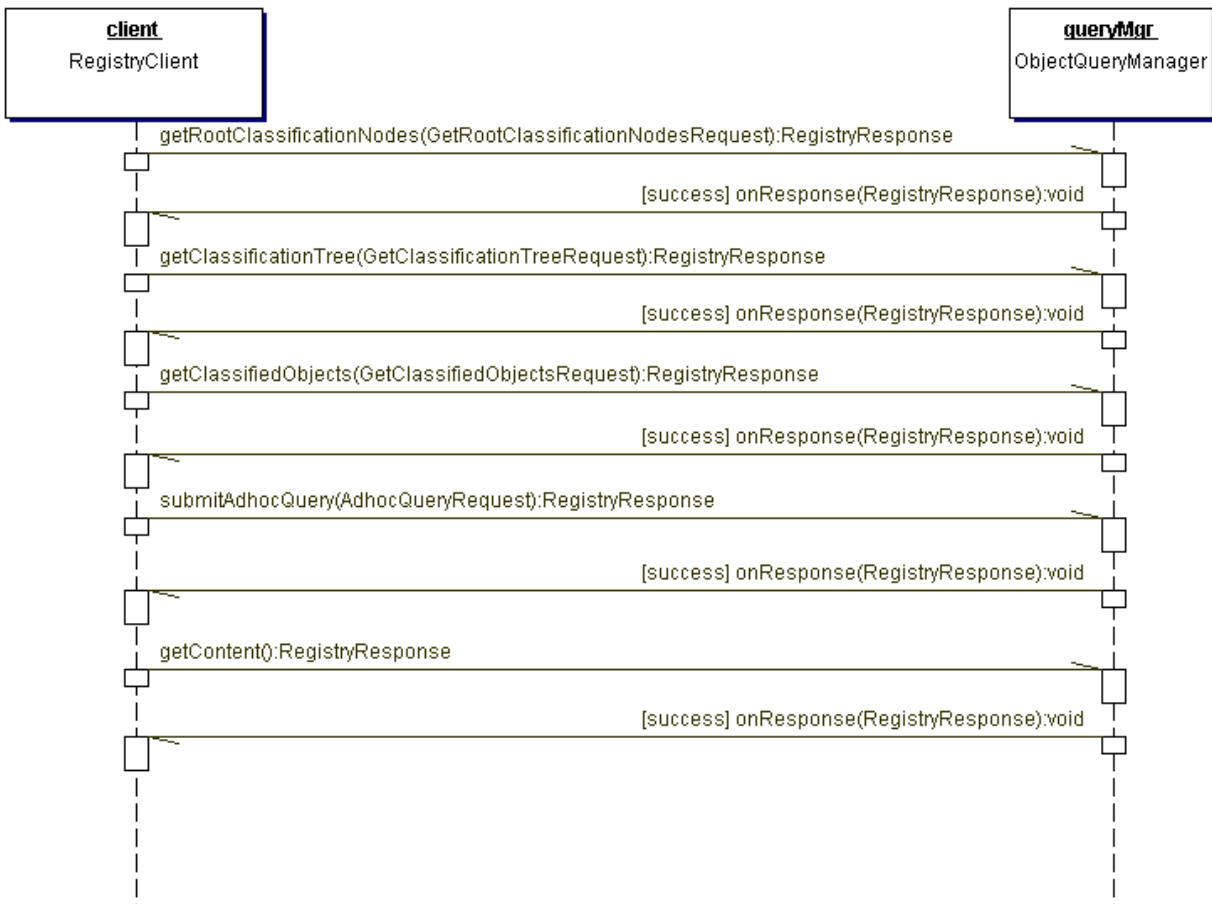 client
RegistryClient
queryMgr
ObjectQueryManager
getRootClassificationNodes(GetRootClassificationNodesRequest):RegistryResponse
[success] onResponse(RegistryResponse):void
getClassificationTree(GetClassificationTreeRequest):RegistryResponse
[success] onResponse(RegistryResponse):void
getClassifiedObjects(GetClassifiedObjectsRequest):RegistryResponse
[success] onResponse(RegistryResponse):void
submitAdhocQuery(AdhocQueryRequest):RegistryResponse
[success] onResponse(RegistryResponse):void
getContent():RegistryResponse
[success] onResponse(RegistryResponse):void